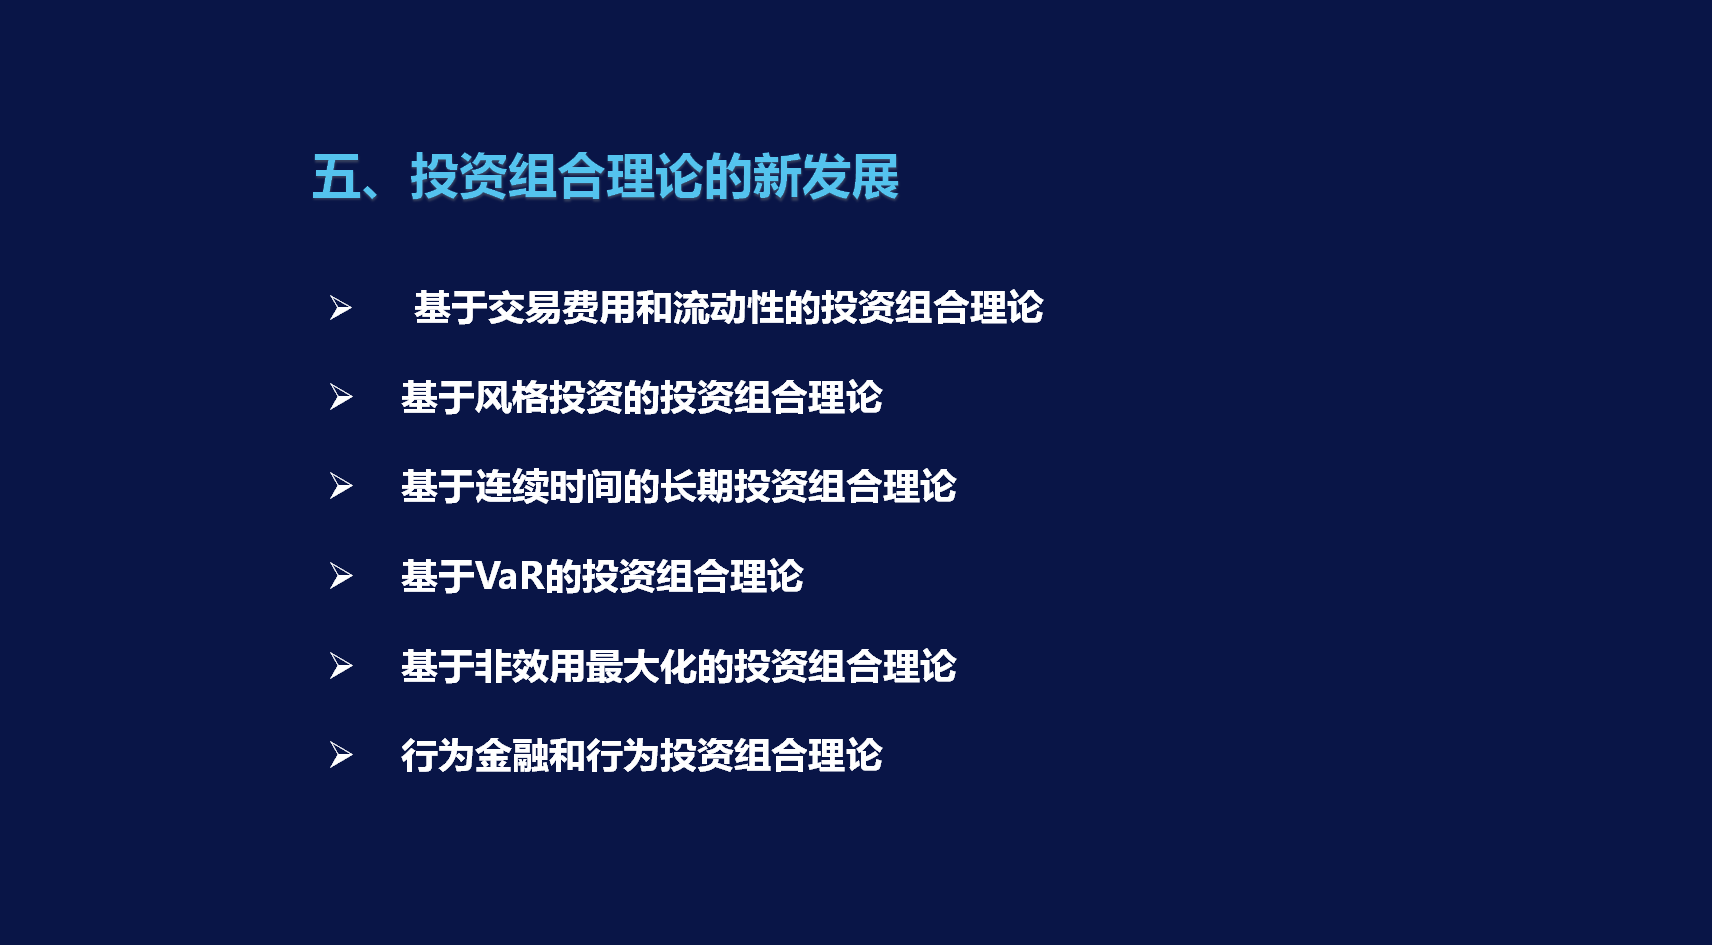 五、投资组合理论的新发展
➢ 基于交易费用和流动性的投资组合理论
➢ 基于风格投资的投资组合理论
➢ 基于连续时间的长期投资组合理论
➢ 基于VaR的投资组合理论
➢ 基于非效用最大化的投资组合理论
➢ 行为金融和行为投资组合理论